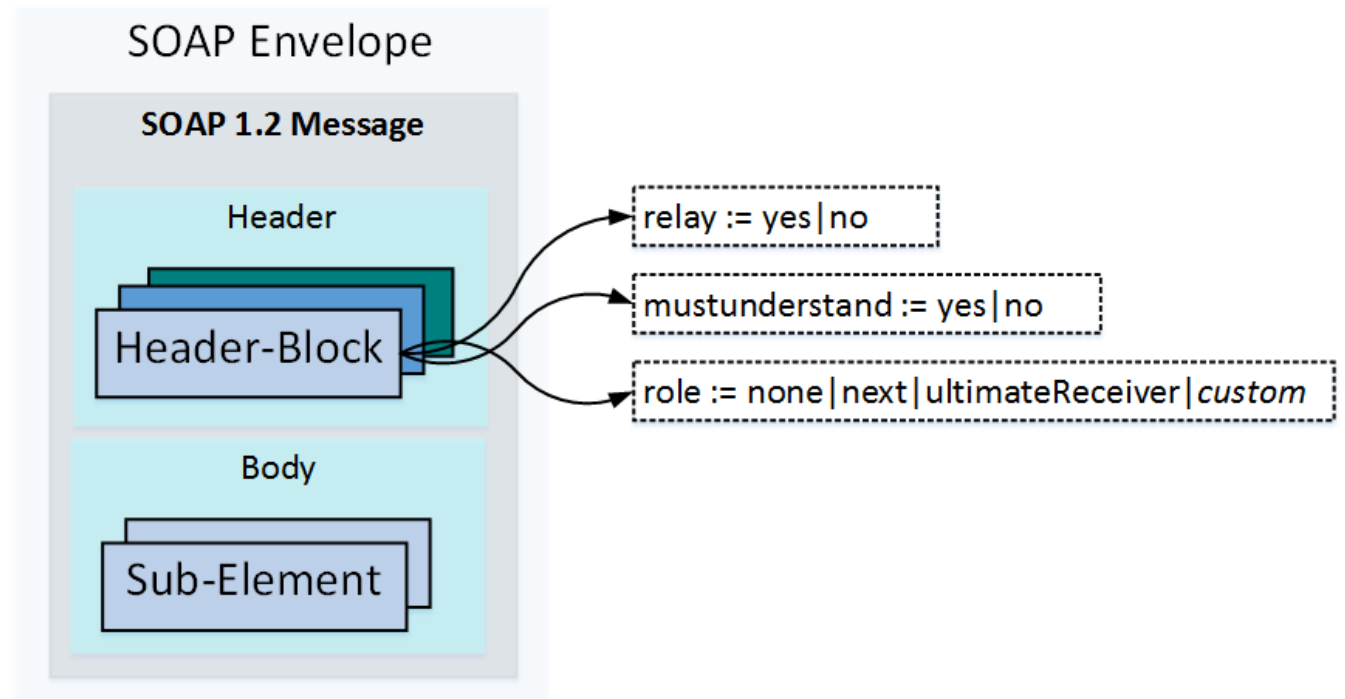 SOAP Envelope
SOAP 1.2 Message
Header
Header-Block
relay := yes|no
mustunderstand := yes|no
role := none|next|ultimateReceiver|custom
Body
Sub-Element